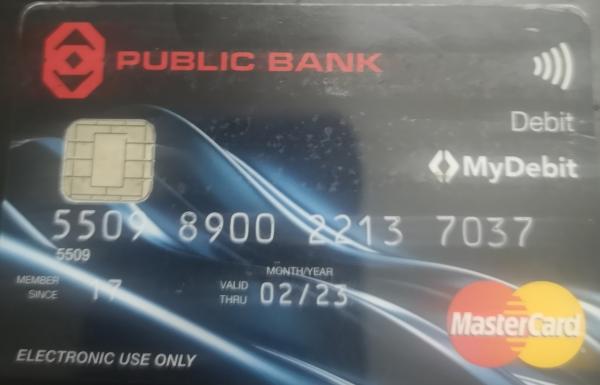 PUBLIC BANK
Debit
MyDebit
5509 8900 2213 7037
5509
MONTH/YEAR
MEMBER SINCE 17 VALID THRU 02/23
MasterCard
ELECTRONIC USE ONLY